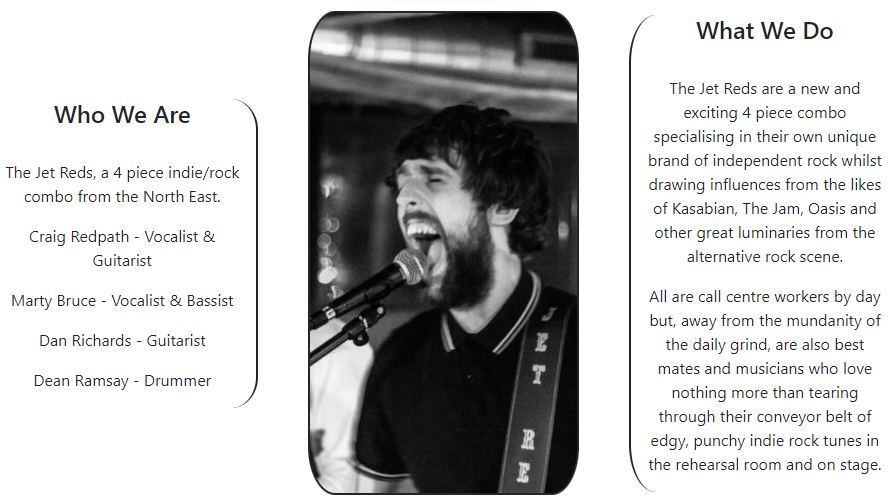 Who We Are
The Jet Reds, a 4 piece indie/rock
combo from the North East.
Craig Redpath - Vocalist &
Guitarist
Marty Bruce - Vocalist & Bassist
Dan Richards - Guitarist
Dean Ramsay - Drummer
JET RE
What We Do
The Jet Reds are a new and
exciting 4 piece combo
specialising in their own unique
brand of independent rock whilst
drawing influences from the likes
of Kasabian, The Jam, Oasis and
other great luminaries from the
alternative rock scene.
All are call centre workers by day
but, away from the mundanity of
the daily grind, are also best
mates and musicians who love
nothing more than tearing
through their conveyor belt of
edgy, punchy indie rock tunes in
the rehearsal room and on stage.